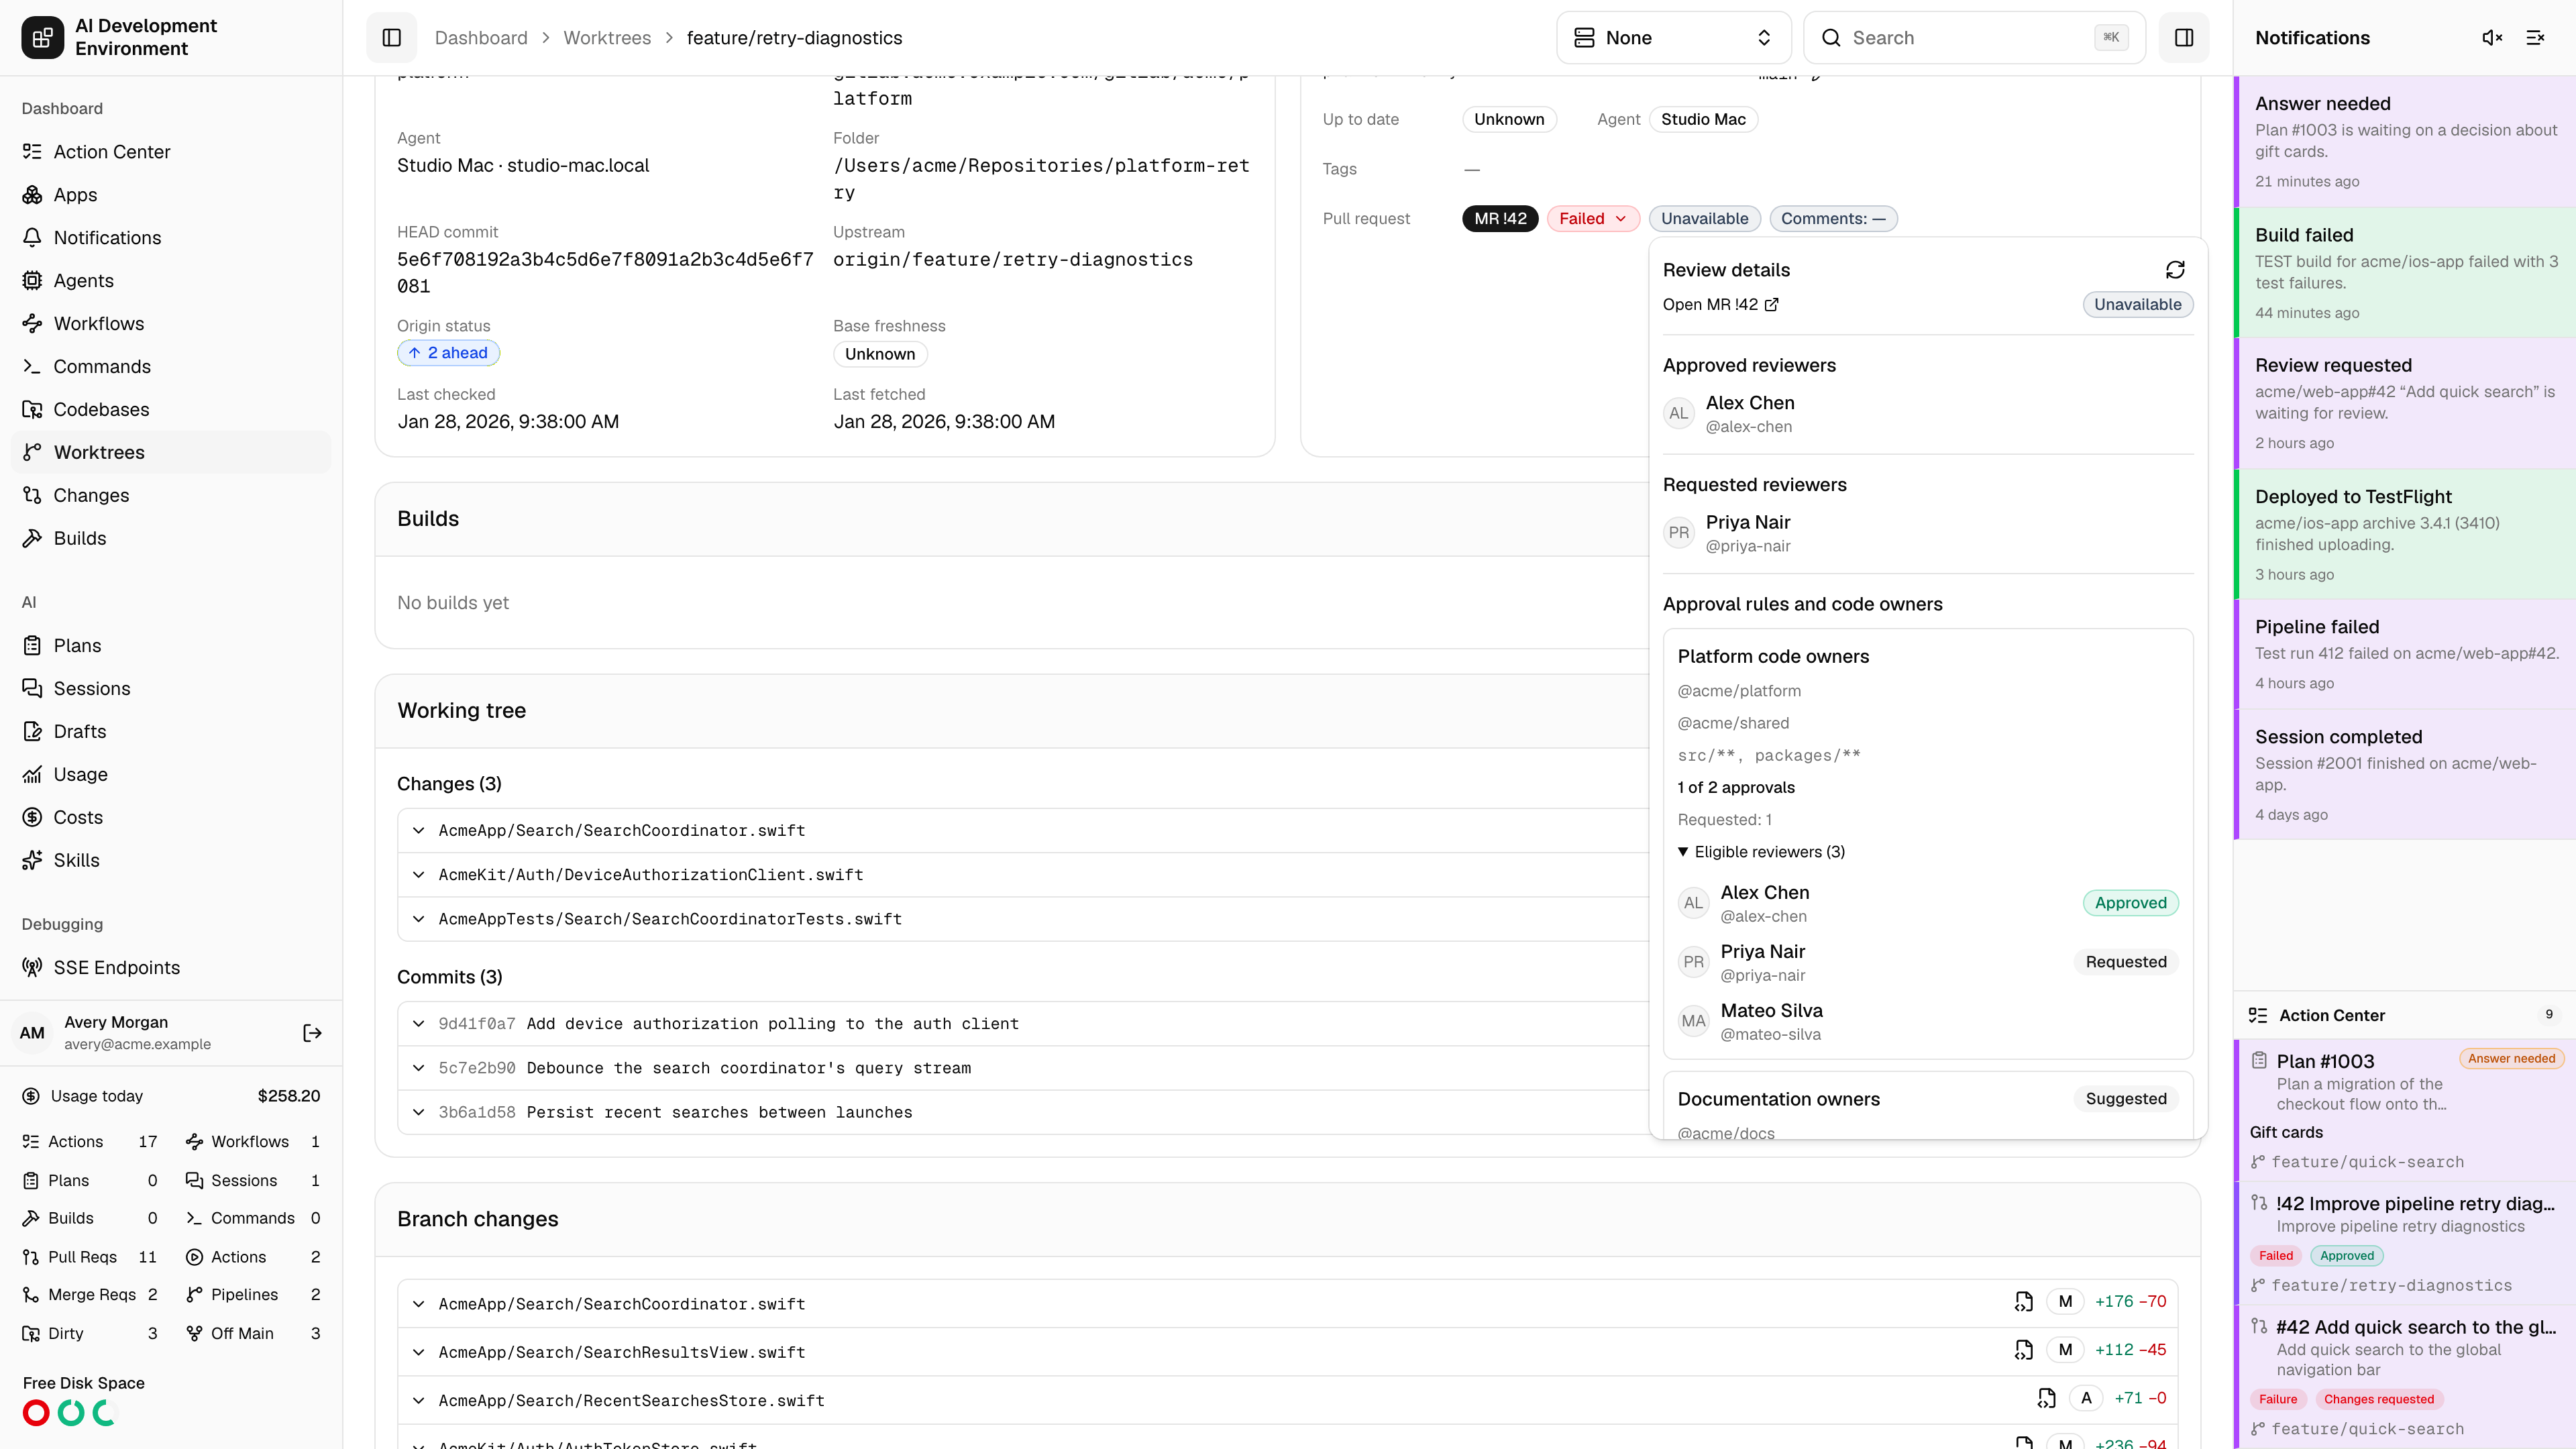 AI Development
Environment
Dashboard
Action Center
Apps
Notifications
Agents
Workflows
Commands
Codebases
Worktrees
Changes
Builds
AI
Plans
Sessions
Drafts
Usage
Costs
Skills
Debugging
SSE Endpoints
AM
Avery Morgan
avery@acme.example
Usage today $258.20
Actions 17 Workflows 1
Plans 0 Sessions 1
Builds 0 Commands 0
Pull Reqs 11 Actions 2
Merge Reqs 2 Pipelines 2
Dirty 3 Off Main 3
Free Disk Space
Dashboard > Worktrees > feature/retry-diagnostics
None
Search ⌘K
latform
Agent
Studio Mac · studio-mac.local
Folder
/Users/acme/Repositories/platform-ret
ry
HEAD commit
5e6f708192a3b4c5d6e7f8091a2b3c4d5e6f7
081
Upstream
origin/feature/retry-diagnostics
Origin status
2 ahead
Base freshness
Unknown
Last checked
Jan 28, 2026, 9:38:00 AM
Last fetched
Jan 28, 2026, 9:38:00 AM
Up to date Unknown Agent Studio Mac
Tags —
Pull request MR !42 Failed Unavailable Comments: —
Review details
Open MR !42 Unavailable
Approved reviewers
AL
Alex Chen
@alex-chen
Requested reviewers
PR
Priya Nair
@priya-nair
Approval rules and code owners
Platform code owners
@acme/platform
@acme/shared
src/**, packages/**
1 of 2 approvals
Requested: 1
Eligible reviewers (3)
AL
Alex Chen
@alex-chen
Approved
PR
Priya Nair
@priya-nair
Requested
MA
Mateo Silva
@mateo-silva
Documentation owners Suggested
@acme/docs
Builds
No builds yet
Working tree
Changes (3)
AcmeApp/Search/SearchCoordinator.swift
AcmeKit/Auth/DeviceAuthorizationClient.swift
AcmeAppTests/Search/SearchCoordinatorTests.swift
Commits (3)
9d41f0a7 Add device authorization polling to the auth client
5c7e2b90 Debounce the search coordinator's query stream
3b6a1d58 Persist recent searches between launches
Branch changes
AcmeApp/Search/SearchCoordinator.swift M +176 −70
AcmeApp/Search/SearchResultsView.swift M +112 −45
AcmeApp/Search/RecentSearchesStore.swift A +71 −0
AcmeKit/Auth/AuthTokenStore.swift M +236 −94
Notifications
Answer needed
Plan #1003 is waiting on a decision about
gift cards.
21 minutes ago
Build failed
TEST build for acme/ios-app failed with 3
test failures.
44 minutes ago
Review requested
acme/web-app#42 “Add quick search” is
waiting for review.
2 hours ago
Deployed to TestFlight
acme/ios-app archive 3.4.1 (3410)
finished uploading.
3 hours ago
Pipeline failed
Test run 412 failed on acme/web-app#42.
4 hours ago
Session completed
Session #2001 finished on acme/web-
app.
4 days ago
Action Center 9
Plan #1003 Answer needed
Plan a migration of the
checkout flow onto th…
Gift cards
feature/quick-search
!42 Improve pipeline retry diag…
Improve pipeline retry diagnostics
Failed Approved
feature/retry-diagnostics
#42 Add quick search to the gl…
Add quick search to the global
navigation bar
Failure Changes requested
feature/quick-search